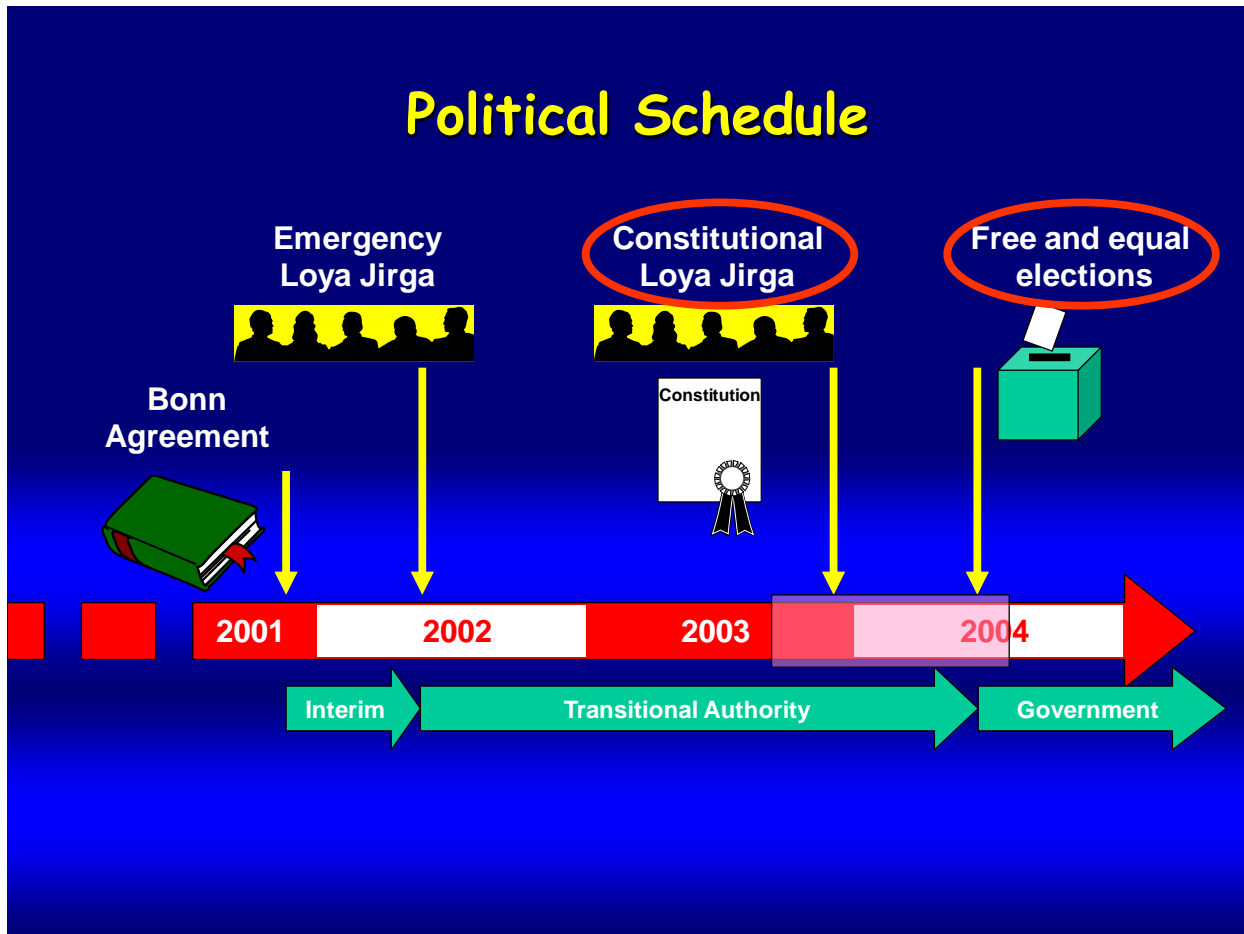 Political Schedule
Emergency
Loya Jirga
Constitutional
Loya Jirga
Free and equal
elections
Bonn
Agreement
Constitution
2001
2002
2003
2004
Interim
Transitional Authority
Government